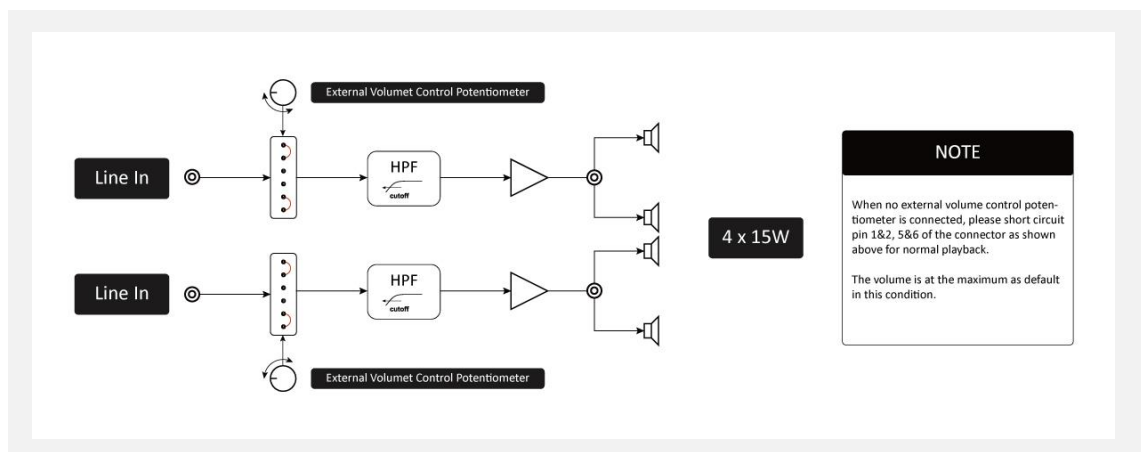 External Volumet Control Potentiometer
Line In
HPF
cutoff
Line In
HPF
cutoff
External Volumet Control Potentiometer
4 x 15W
NOTE
When no external volume control poten-
tiometer is connected, please short circuit
pin 1&2, 5&6 of the connector as shown
above for normal playback.
The volume is at the maximum as default
in this condition.